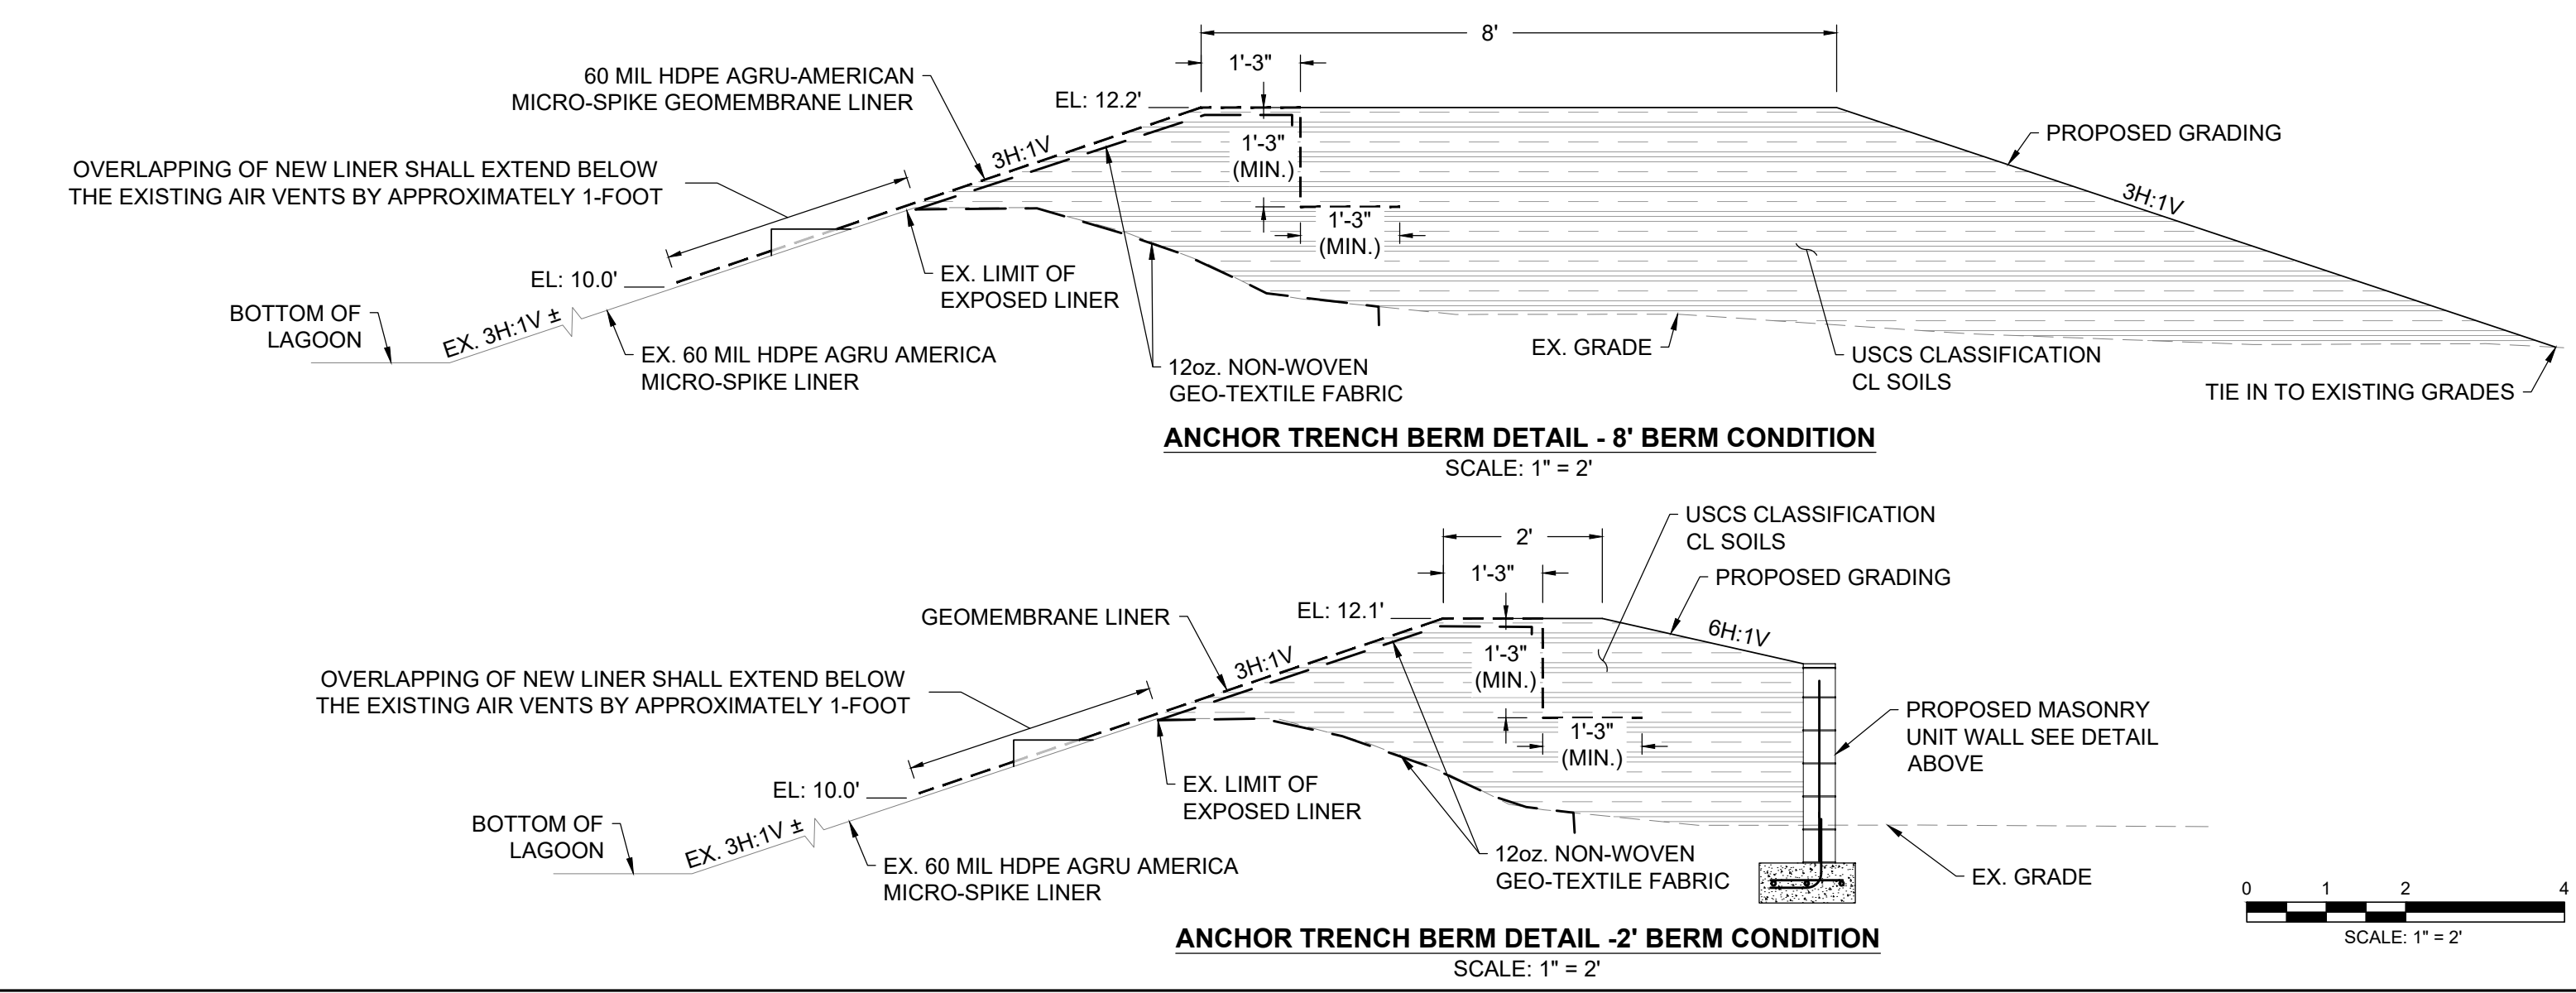 8'
1'-3"
60 MIL HDPE AGRU-AMERICAN
MICRO-SPIKE GEOMEMBRANE LINER
EL: 12.2'
3H:1V
1'-3"
(MIN.)
PROPOSED GRADING
OVERLAPPING OF NEW LINER SHALL EXTEND BELOW
THE EXISTING AIR VENTS BY APPROXIMATELY 1-FOOT
3H:1V
1'-3"
(MIN.)
EL: 10.0'
EX. LIMIT OF
EXPOSED LINER
BOTTOM OF
LAGOON
EX. 3H:1V ±
EX. 60 MIL HDPE AGRU AMERICA
MICRO-SPIKE LINER
12oz. NON-WOVEN
GEO-TEXTILE FABRIC
EX. GRADE
USCS CLASSIFICATION
CL SOILS
TIE IN TO EXISTING GRADES
ANCHOR TRENCH BERM DETAIL - 8' BERM CONDITION
SCALE: 1" = 2'
2'
1'-3"
USCS CLASSIFICATION
CL SOILS
PROPOSED GRADING
GEOMEMBRANE LINER
EL: 12.1'
6H:1V
3H:1V
1'-3"
(MIN.)
OVERLAPPING OF NEW LINER SHALL EXTEND BELOW
THE EXISTING AIR VENTS BY APPROXIMATELY 1-FOOT
1'-3"
(MIN.)
PROPOSED MASONRY
UNIT WALL SEE DETAIL
ABOVE
EL: 10.0'
EX. LIMIT OF
EXPOSED LINER
BOTTOM OF
LAGOON
EX. 3H:1V ±
EX. 60 MIL HDPE AGRU AMERICA
MICRO-SPIKE LINER
12oz. NON-WOVEN
GEO-TEXTILE FABRIC
EX. GRADE
ANCHOR TRENCH BERM DETAIL -2' BERM CONDITION
SCALE: 1" = 2'
0 1 2 4
SCALE: 1" = 2'